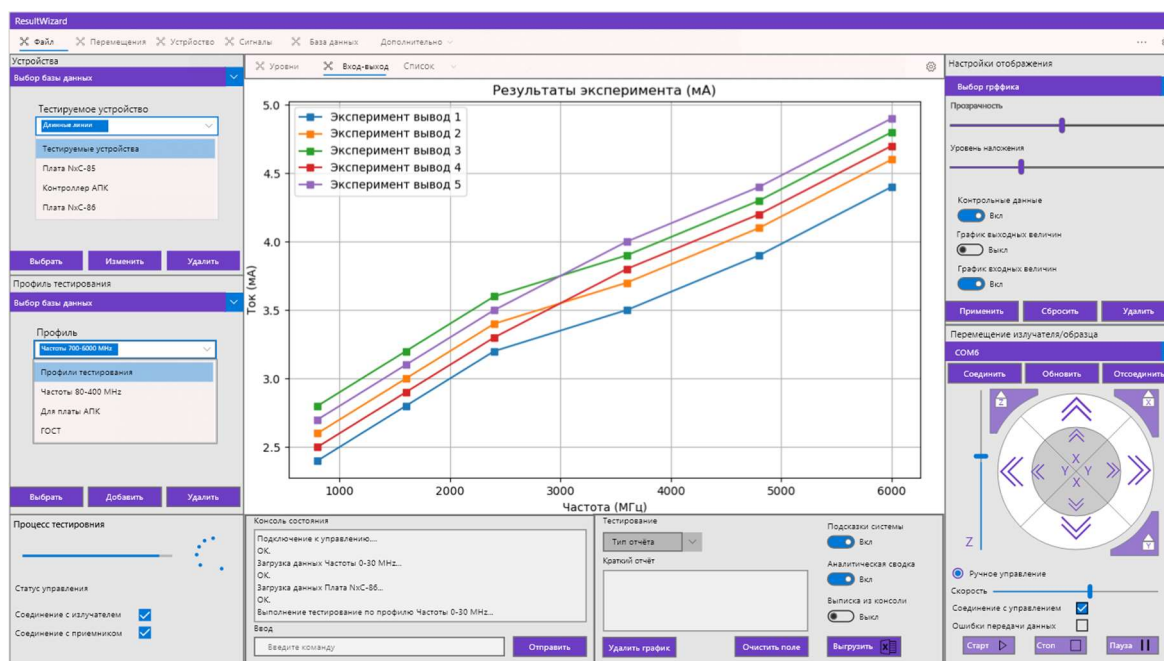 ResultWizard
Файл Перемещения Устрйоство Сигналы База данных Дополнительно
Устройства
Выбор базы данных
Тестируемое устройство
Длинные линии
Тестируемые устройства
Плата NxC-85
Контроллер АПК
Плата NxC-86
Выбрать Изменить Удалить
Профиль тестирования
Выбор базы данных
Профиль
Частоты 700-6000 MHz
Профили тестирования
Частоты 80-400 MHz
Для платы АПК
ГОСТ
Выбрать Добавить Удалить
Процесс тестировния
Статус управления
Соединение с излучателем
Соединение с приемником
Уровни Вход-выход Список
Результаты эксперимента (мА)
Эксперимент вывод 1
Эксперимент вывод 2
Эксперимент вывод 3
Эксперимент вывод 4
Эксперимент вывод 5
Ток (мА)
5.0
4.5
4.0
3.5
3.0
2.5
1000 2000 3000 4000 5000 6000
Частота (МГц)
Консоль состояния
Подключение к управлению....
OK.
Загрузка данных Частоты 0-30 MHz...
OK.
Загрузка данных Плата NxC-86...
OK.
Выполнение тестирование по профилю Частоты 0-30 MHz...
Ввод
Введите команду
Отправить
Тестирование
Тип отчёта
Краткий отчёт
Удалить график Очистить поле
Подсказки системы
Вкл
Аналитическая сводка
Вкл
Выписка из консоли
Выкл
Выгрузить
Настройки отображения
Выбор грффика
Прозрачность
Уровень наложения
Контрольные данные
Вкл
График выходных величин
Выкл
График входных величин
Вкл
Применить Сбросить Удалить
Перемещение излучателя/образца
COM6
Соединить Обновить Отсоединить
Z X
X
Y Y
X
Z Y
Ручное управление
Скорость
Соединение с управлением
Ошибки передачи данных
Старт Стоп Пауза